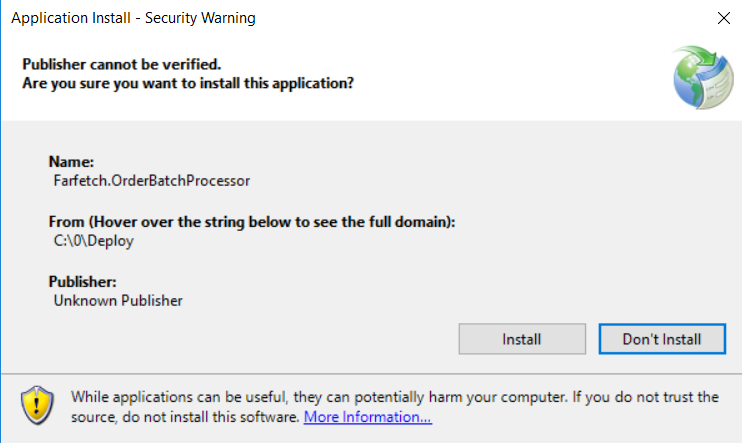 Application Install - Security Warning
Publisher cannot be verified.
Are you sure you want to install this application?
Name:
Farfetch.OrderBatchProcessor
From (Hover over the string below to see the full domain):
C:\0\Deploy
Publisher:
Unknown Publisher
Install
Don't Install
While applications can be useful, they can potentially harm your computer. If you do not trust the
source, do not install this software. More Information...